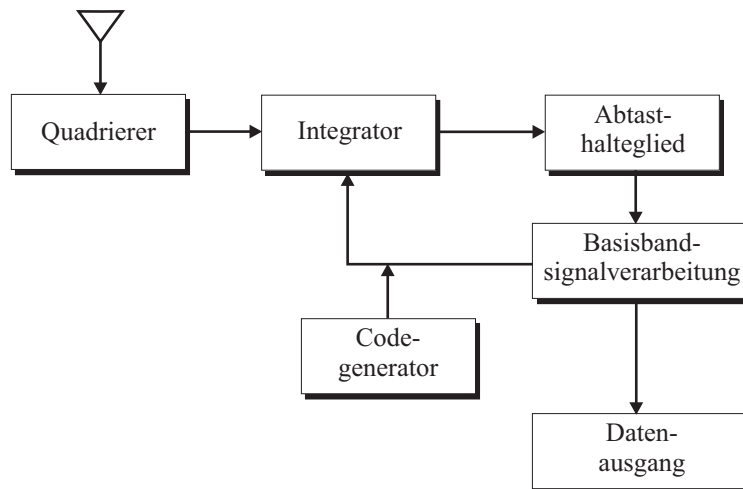 Quadrierer
Integrator
Abtast-
halteglied
Basisband-
signalverarbeitung
Code-
generator
Daten-
ausgang